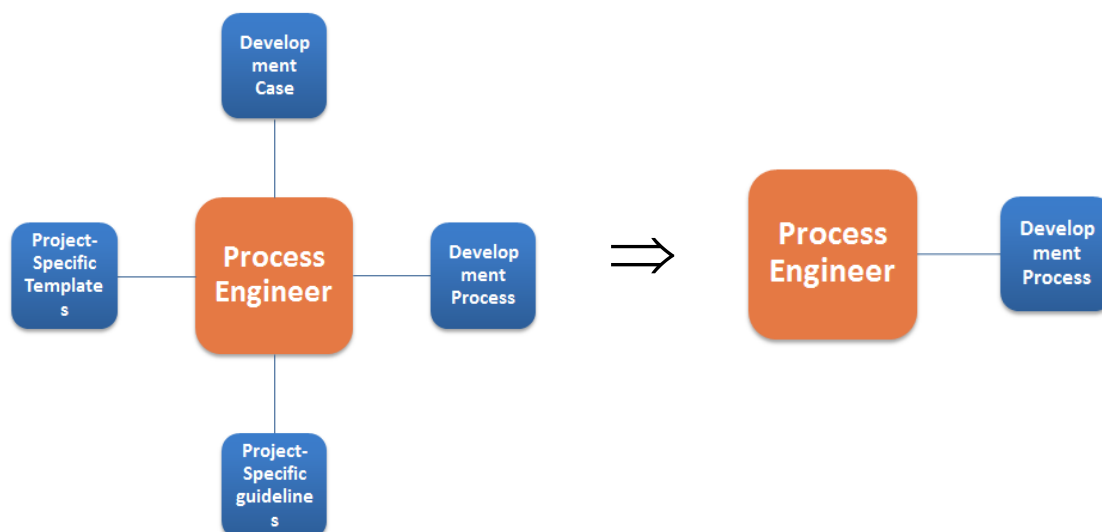 Develop
ment
Case
Project-
Specific
Template
s
Process
Engineer
Develop
ment
Process
Project-
Specific
guideline
s
⇒
Process
Engineer
Develop
ment
Process